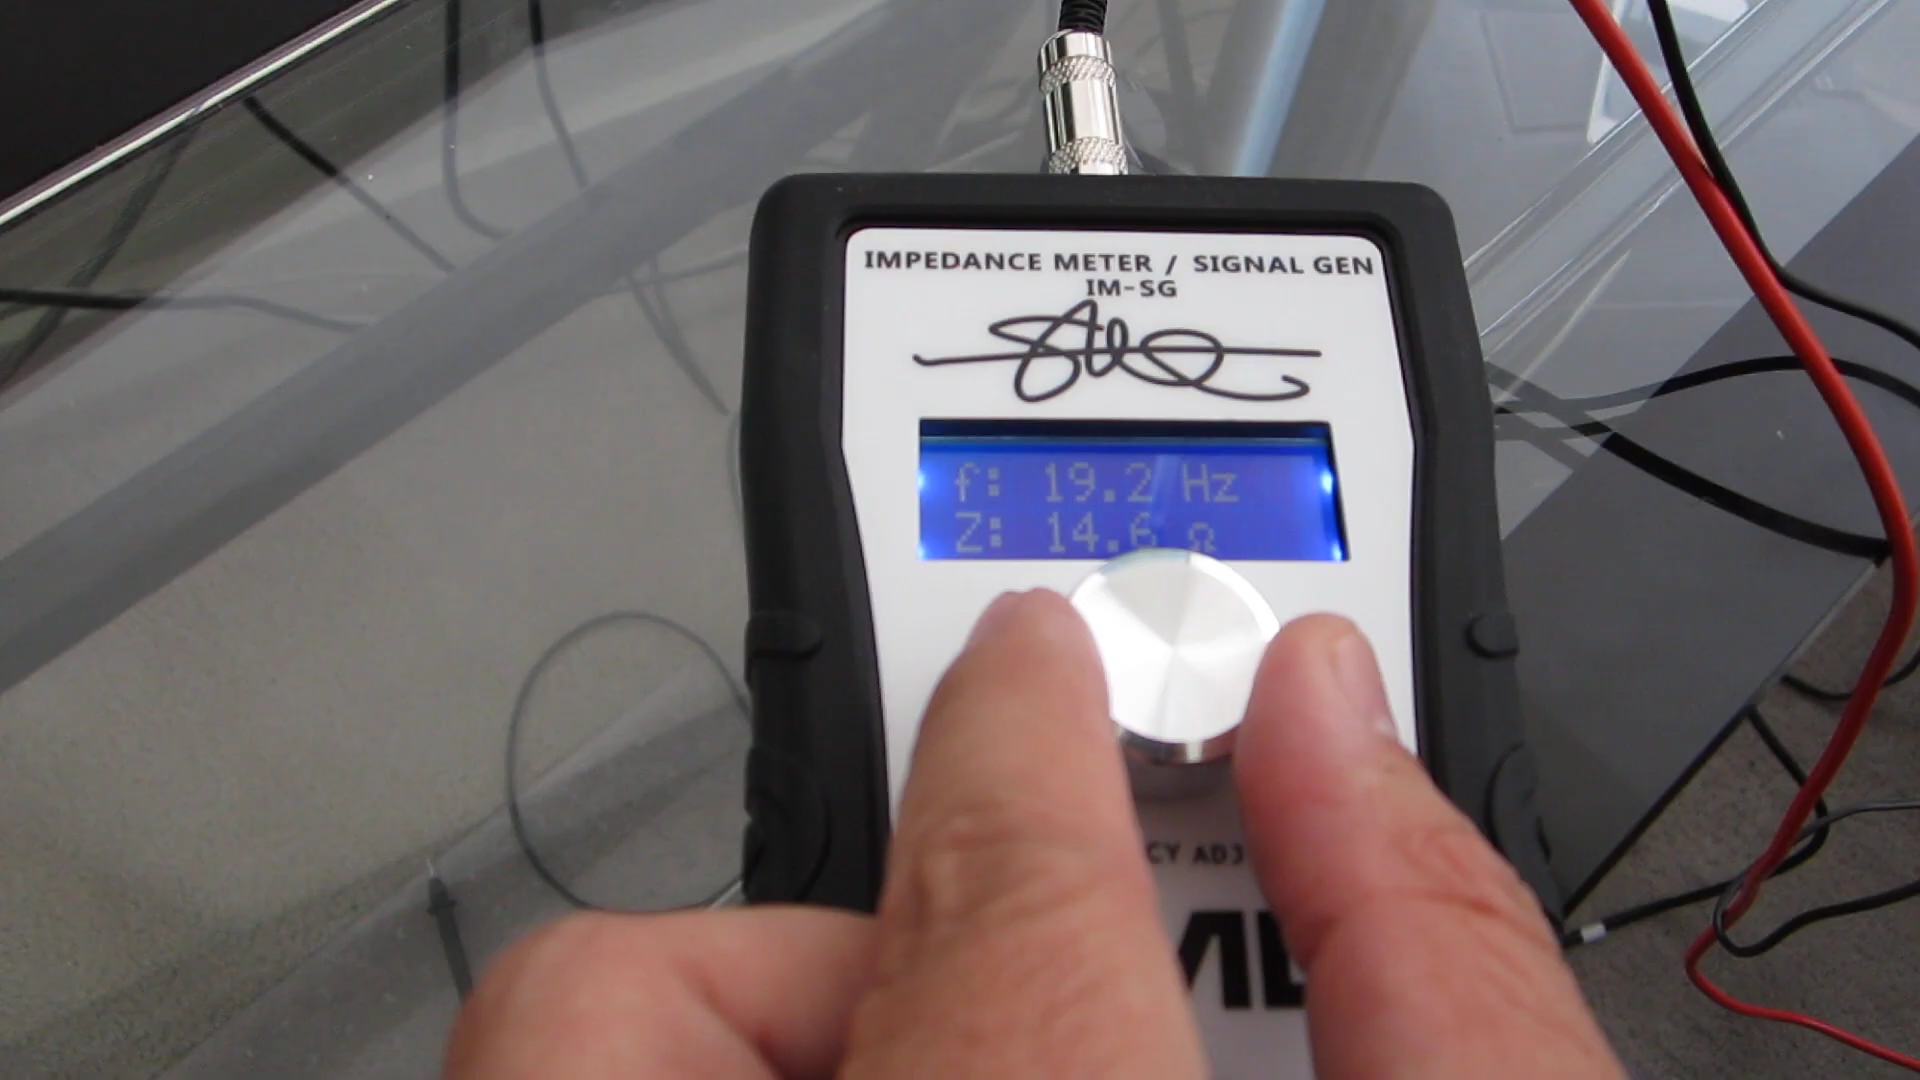 IMPEDANCE METER / SIGNAL GEN
IM-SG
f: 19.2 Hz
Z: 14.6 Ω